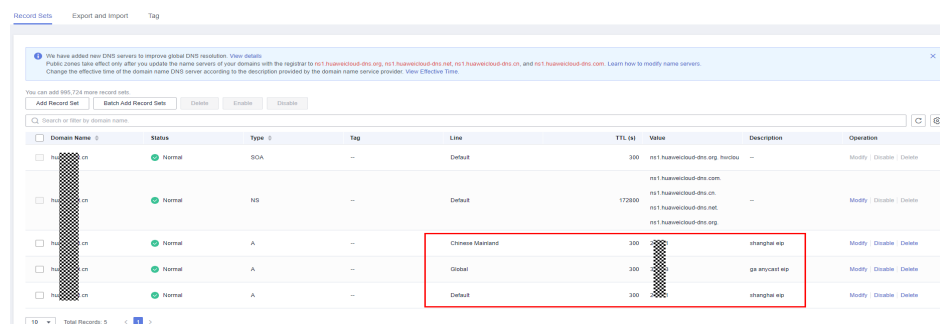 Record Sets Export and Import Tag
We have added new DNS servers to improve global DNS resolution. View details
Public zones take effect only after you update the name servers of your domains with the registrar to ns1.huaweicloud-dns.org, ns1.huaweicloud-dns.net, ns1.huaweicloud-dns.cn, and ns1.huaweicloud-dns.com. Learn how to modify name servers.
Change the effective time of the domain name DNS server according to the description provided by the domain name service provider. View Effective Time.
You can add 995,724 more record sets.
Add Record Set Batch Add Record Sets Delete Enable Disable
Search or filter by domain name.
Domain Name Status Type Tag Line TTL (s) Value Description Operation
.cn Normal SOA -- Default 300 ns1.huaweicloud-dns.org. hwclou -- Modify Disable Delete
ns1.huaweicloud-dns.com.
ns1.huaweicloud-dns.cn.
.cn Normal NS -- Default 172800 -- Modify Disable Delete
ns1.huaweicloud-dns.net.
ns1.huaweicloud-dns.org.
.cn Normal A -- Chinese Mainland 300 shanghai eip Modify Disable Delete
.cn Normal A -- Global 300 ga anycast eip Modify Disable Delete
.cn Normal A -- Default 300 shanghai eip Modify Disable Delete
10 Total Records: 5 < 1 >